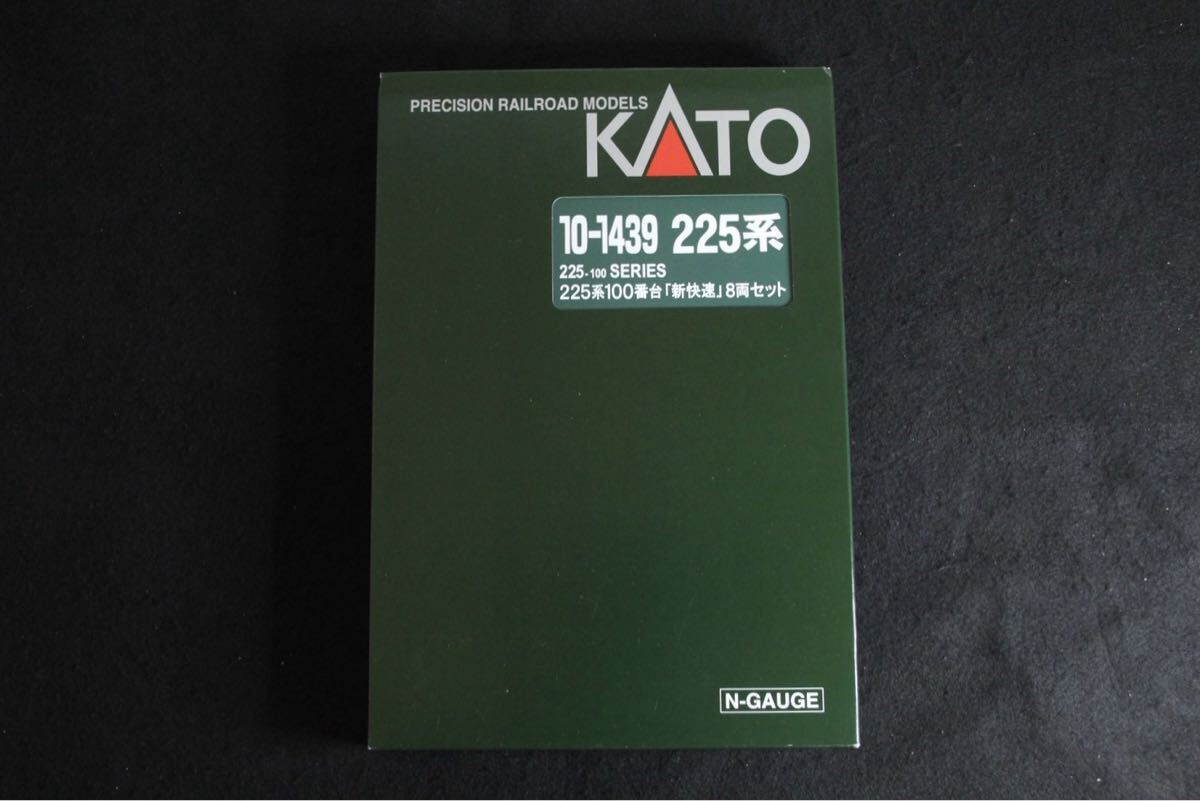 PRECISION RAILROAD MODELS
KATO
10-1439 225系
225-100 SERIES
225系100番台「新快速」8両セット
N-GAUGE